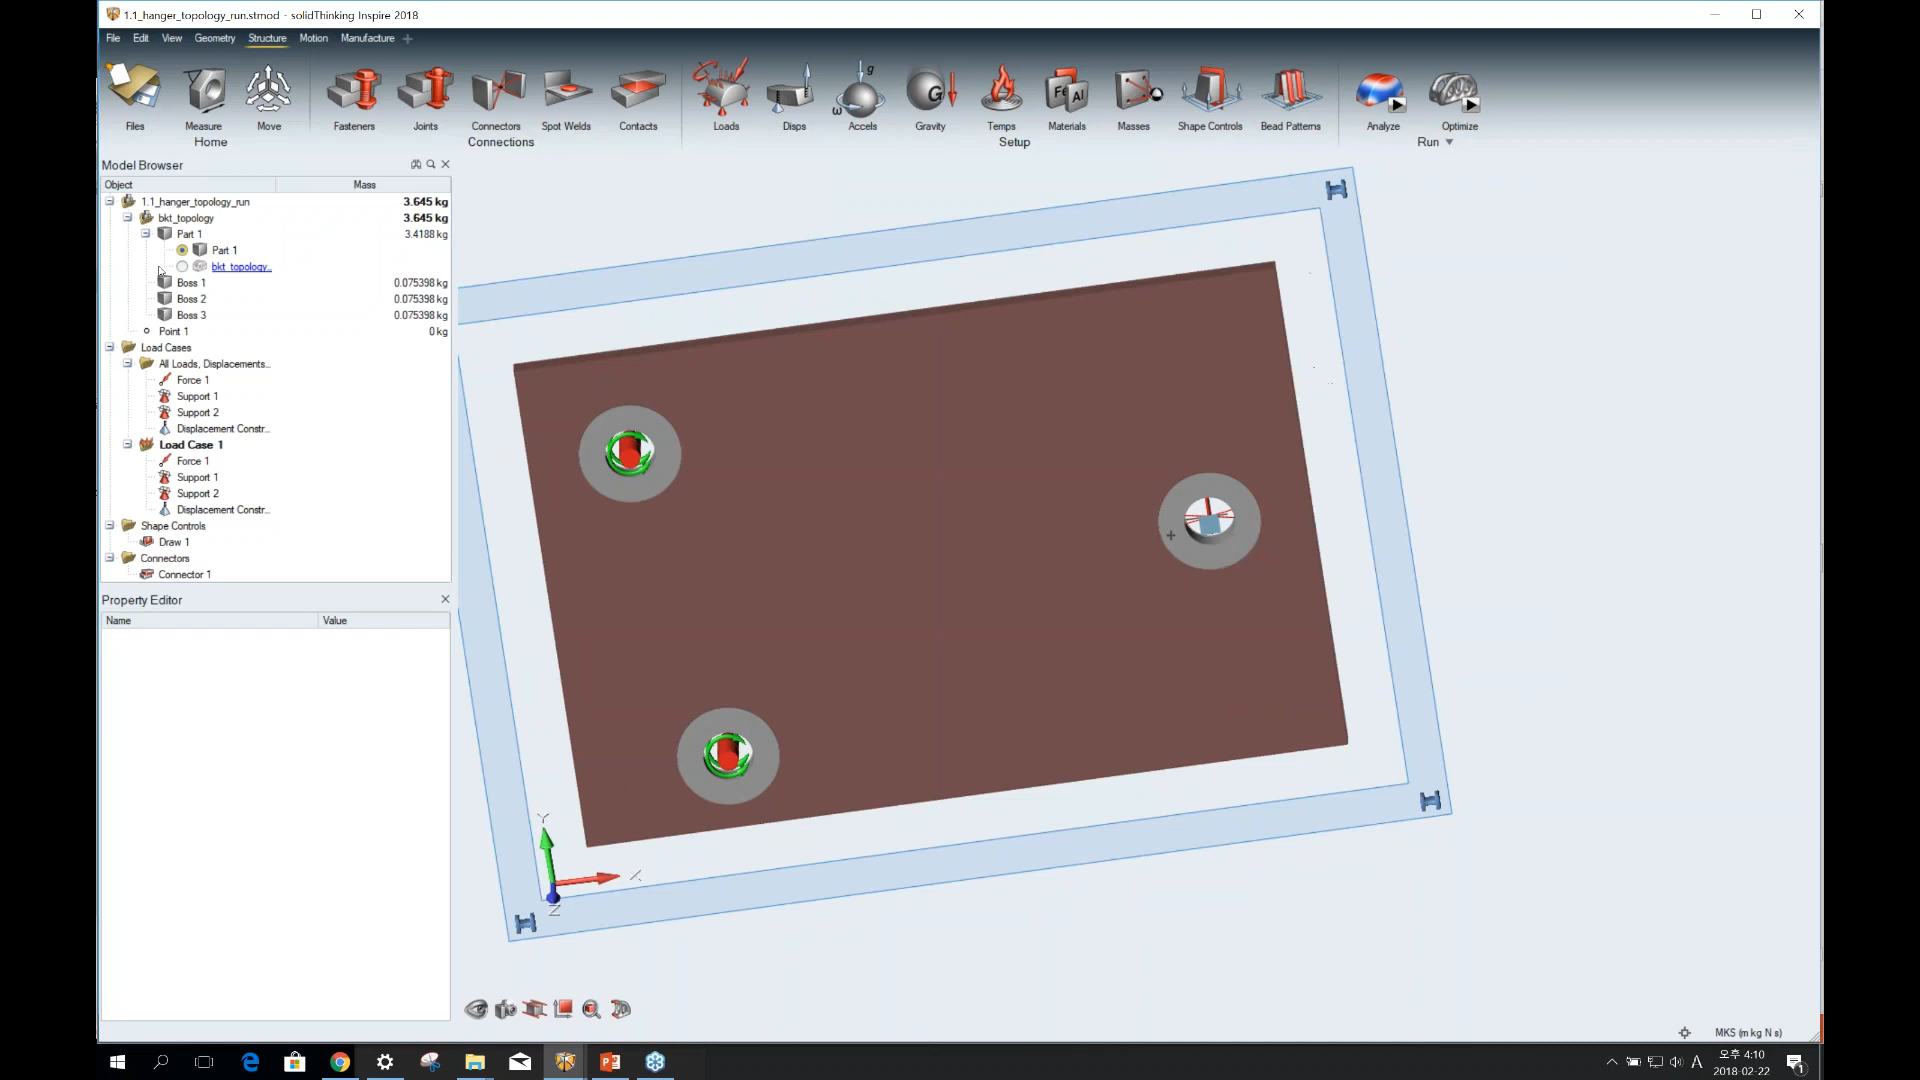 1.1_hanger_topology_run.stmod - solidThinking Inspire 2018
File Edit View Geometry Structure Motion Manufacture
Files Measure Move Fasteners Joints Connectors Spot Welds Contacts Loads Disps Accels Gravity Temps Materials Masses Shape Controls Bead Patterns Analyze Optimize
Home Connections Setup Run
Model Browser
Object Mass
1.1_hanger_topology_run 3.645 kg
bkt_topology 3.645 kg
Part 1 3.4188 kg
Part 1
bkt_topology...
Boss 1 0.075398 kg
Boss 2 0.075398 kg
Boss 3 0.075398 kg
Point 1 0 kg
Load Cases
All Loads, Displacements...
Force 1
Support 1
Support 2
Displacement Constr...
Load Case 1
Force 1
Support 1
Support 2
Displacement Constr...
Shape Controls
Draw 1
Connectors
Connector 1
Property Editor
Name Value
Y
X
Z
MKS (m kg N s)
A
오후 4:10
2018-02-22